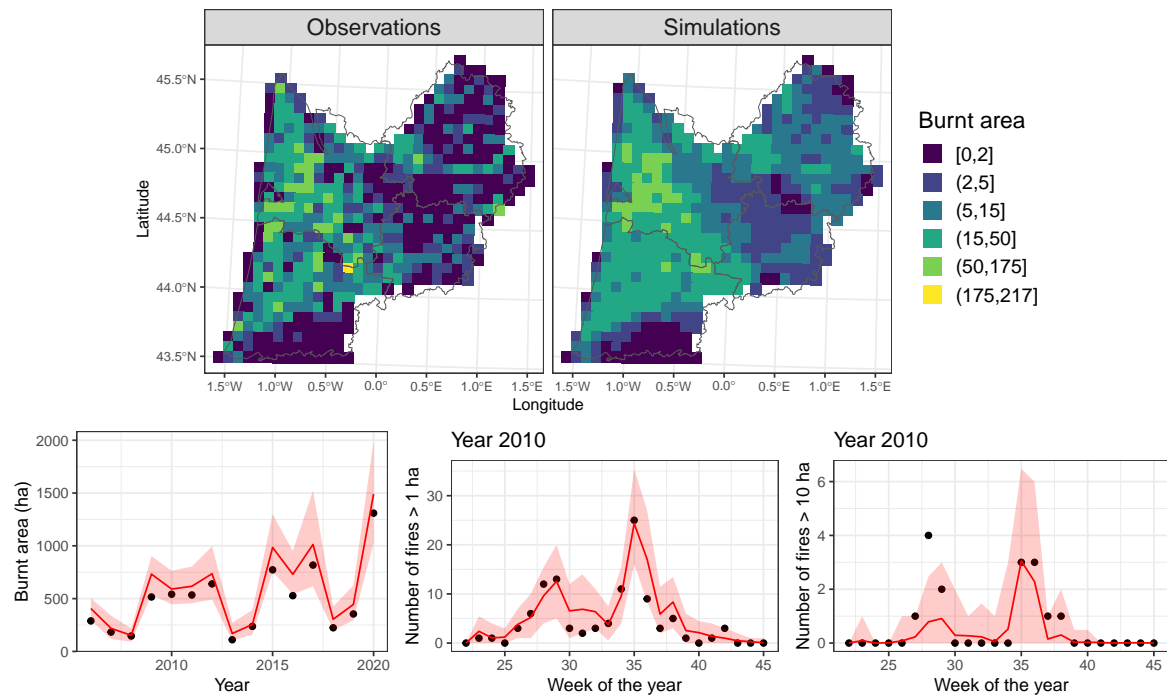 Observations
Simulations
45.5°N
45.0°N
44.5°N
44.0°N
43.5°N
Latitude
1.5°W 1.0°W 0.5°W 0.0° 0.5°E 1.0°E 1.5°E
1.5°W 1.0°W 0.5°W 0.0° 0.5°E 1.0°E 1.5°E
Longitude
Burnt area
[0,2]
(2,5]
(5,15]
(15,50]
(50,175]
(175,217]
2000
1500
1000
500
0
Burnt area (ha)
2010 2015 2020
Year
Year 2010
30
20
10
0
Number of fires > 1 ha
25 30 35 40 45
Week of the year
Year 2010
6
4
2
0
Number of fires > 10 ha
25 30 35 40 45
Week of the year